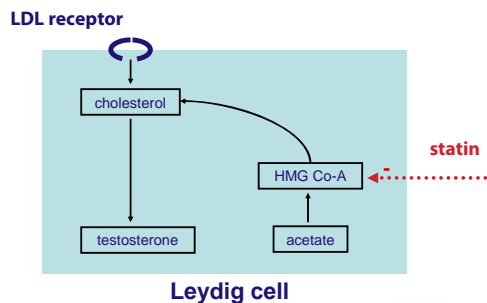 LDL receptor
cholesterol
statin
-
HMG Co-A
testosterone
acetate
Leydig cell